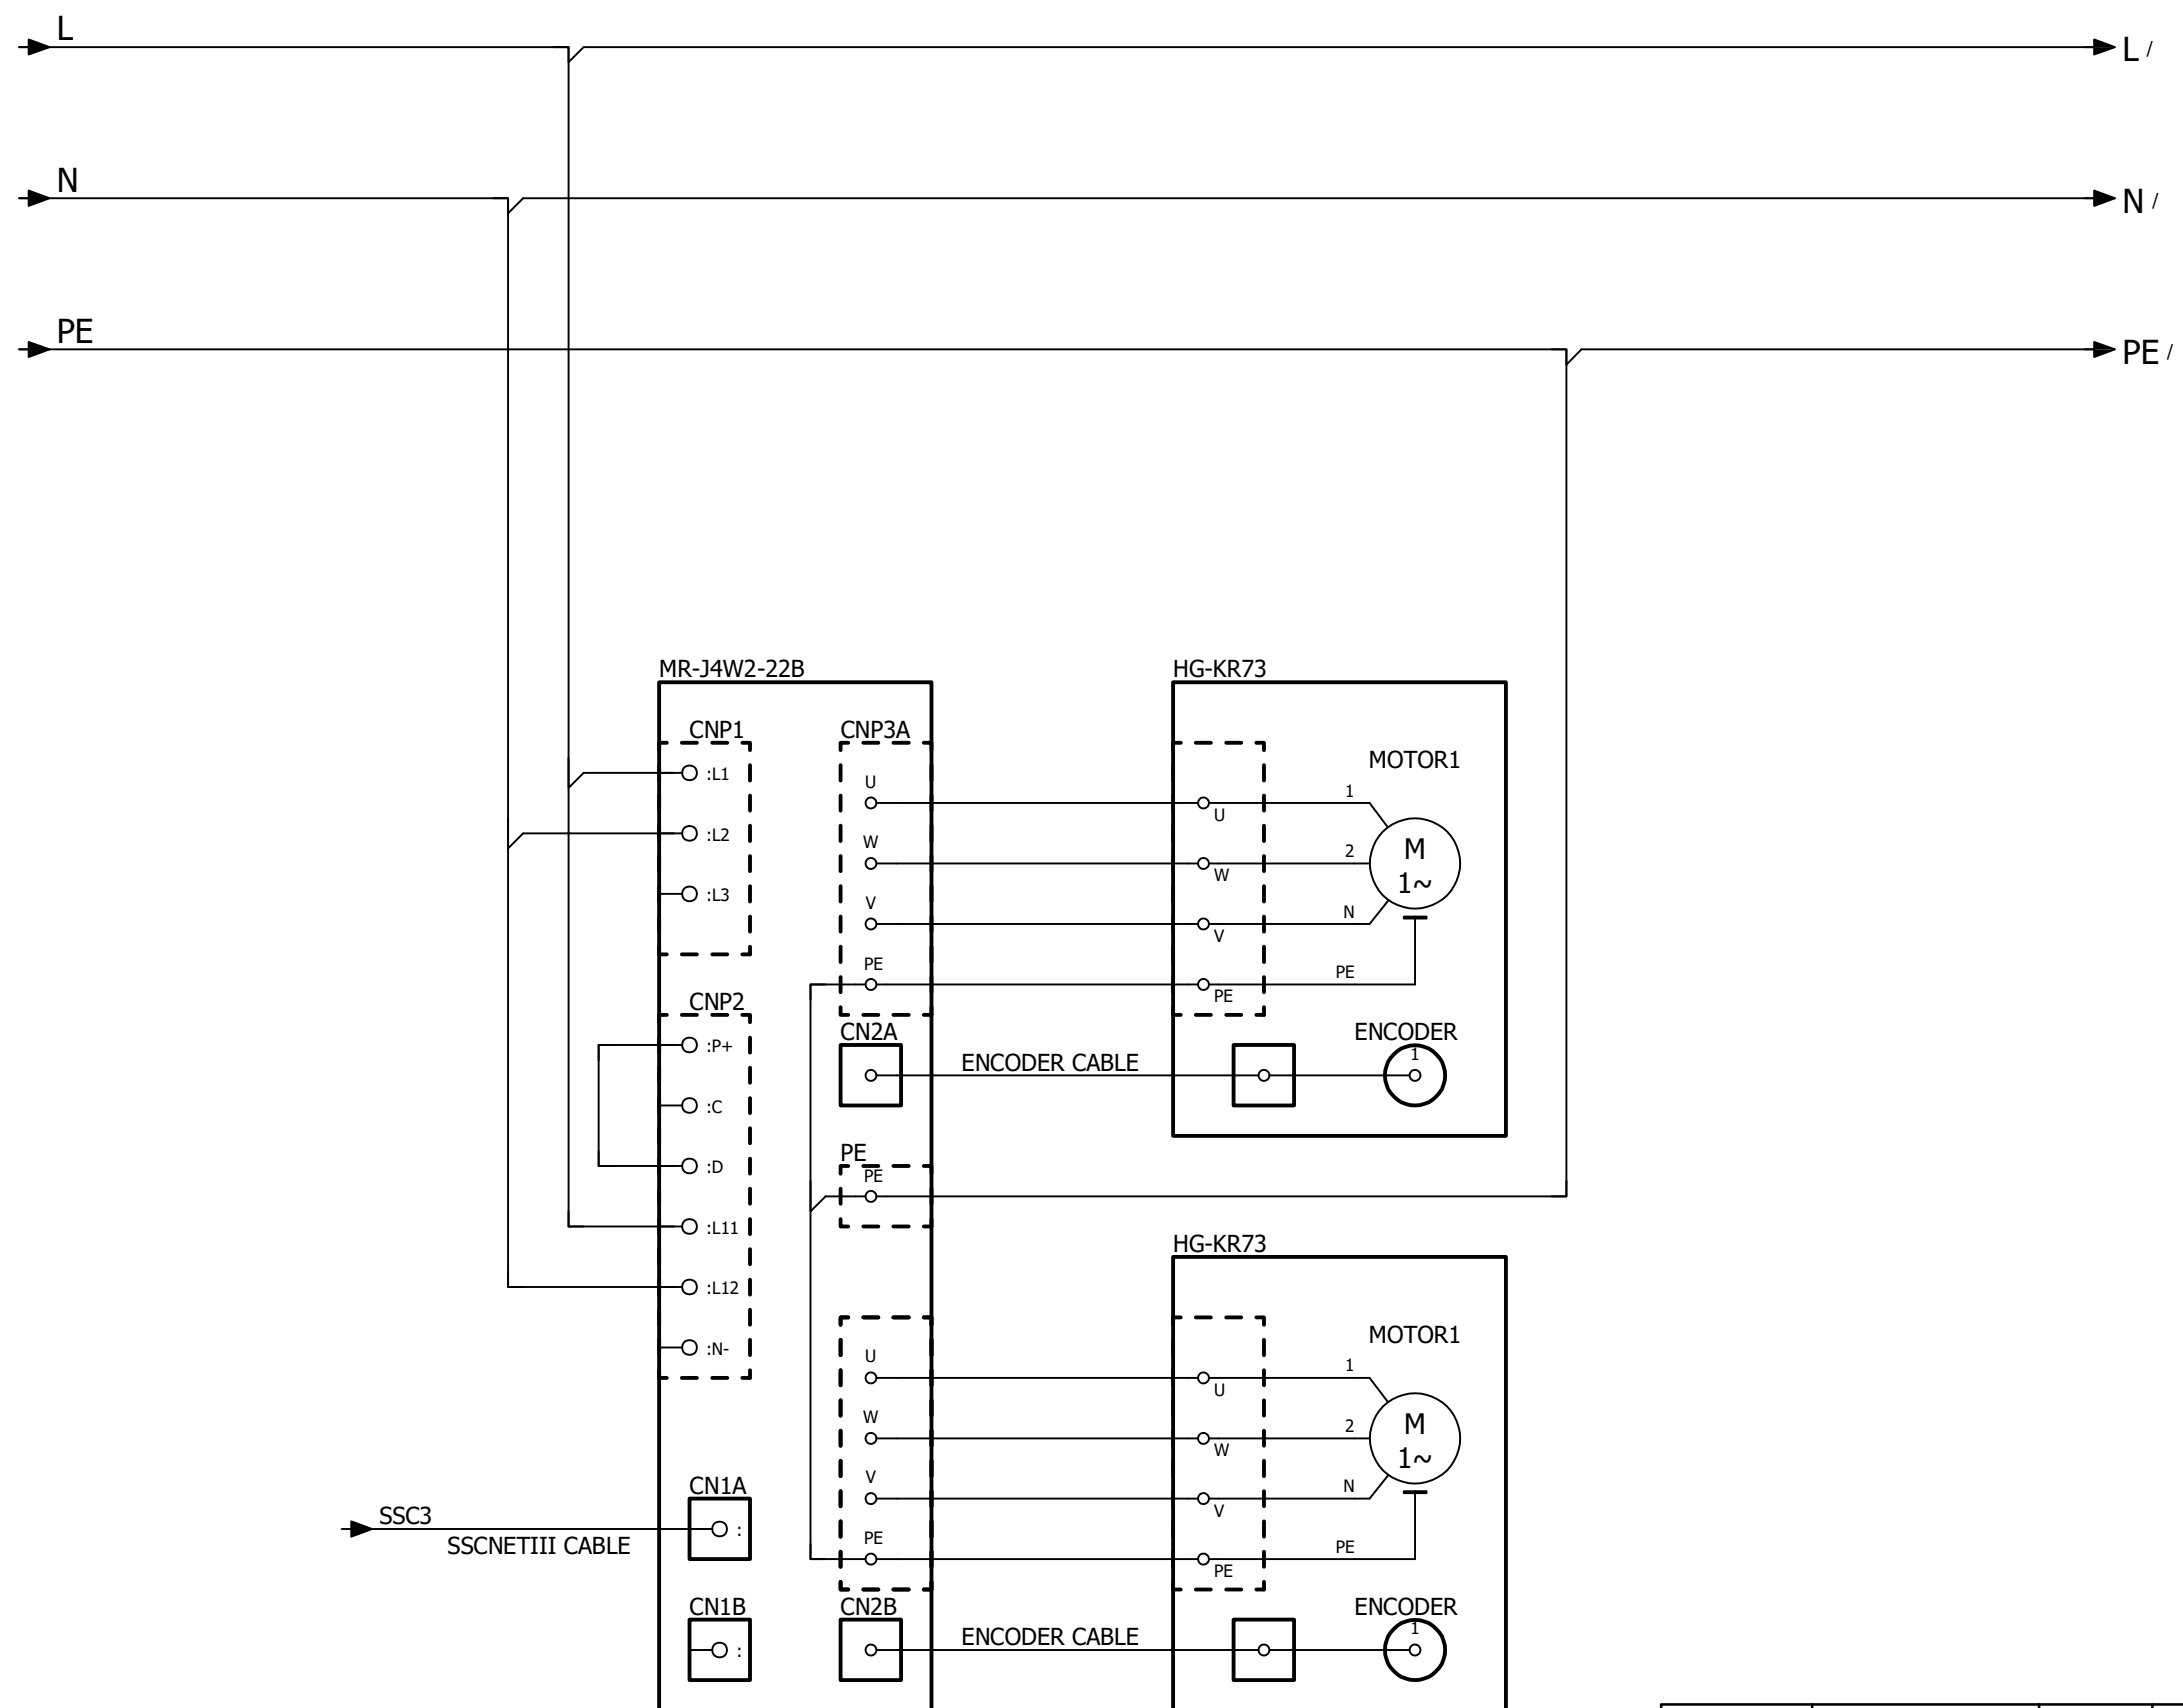 L
L /
N
N /
PE
PE /
MR-J4W2-22B
HG-KR73
CNP1
CNP3A
MOTOR1
:L1
U
1
U
:L2
W
2
M
1~
W
:L3
V
N
V
PE
PE
PE
CNP2
CN2A
ENCODER
:P+
ENCODER CABLE
1
:C
PE
:D
PE
:L11
HG-KR73
:L12
MOTOR1
:N-
U
1
U
W
2
M
1~
W
CN1A
V
N
V
SSC3
:
SSCNETIII CABLE
PE
PE
PE
CN1B
CN2B
ENCODER
:
ENCODER CABLE
1